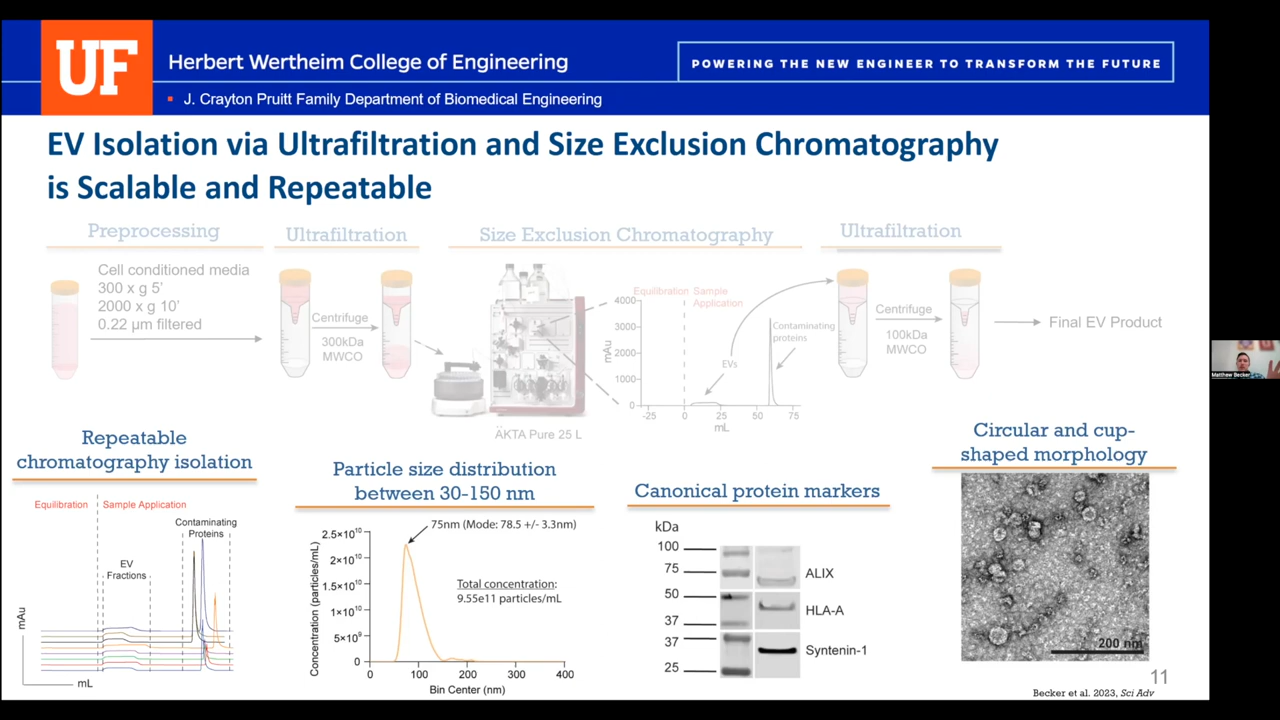 UF
Herbert Wertheim College of Engineering
POWERING THE NEW ENGINEER TO TRANSFORM THE FUTURE
J. Crayton Pruitt Family Department of Biomedical Engineering
EV Isolation via Ultrafiltration and Size Exclusion Chromatography
is Scalable and Repeatable
Preprocessing
Cell conditioned media
300 x g 5’
2000 x g 10’
0.22 µm filtered
Ultrafiltration
Centrifuge
300kDa
MWCO
Size Exclusion Chromatography
ÄKTA Pure 25 L
Equilibration
Sample
Application
4000
3000
2000
1000
0
mAu
-25
0
25
50
75
mL
EVs
Contaminating
proteins
Ultrafiltration
Centrifuge
100kDa
MWCO
Final EV Product
Matthew Becker
Repeatable
chromatography isolation
Equilibration
Sample Application
Contaminating
Proteins
EV
Fractions
mAu
mL
Particle size distribution
between 30-150 nm
Concentration (particles/mL)
2.5×10¹⁰
2×10¹⁰
1.5×10¹⁰
1×10¹⁰
5×10⁹
0
75nm (Mode: 78.5 +/- 3.3nm)
Total concentration:
9.55e11 particles/mL
0
100
200
300
400
Bin Center (nm)
Canonical protein markers
kDa
100
75
50
37
37
25
ALIX
HLA-A
Syntenin-1
Circular and cup-
shaped morphology
200 nm
11
Becker et al. 2023, Sci Adv